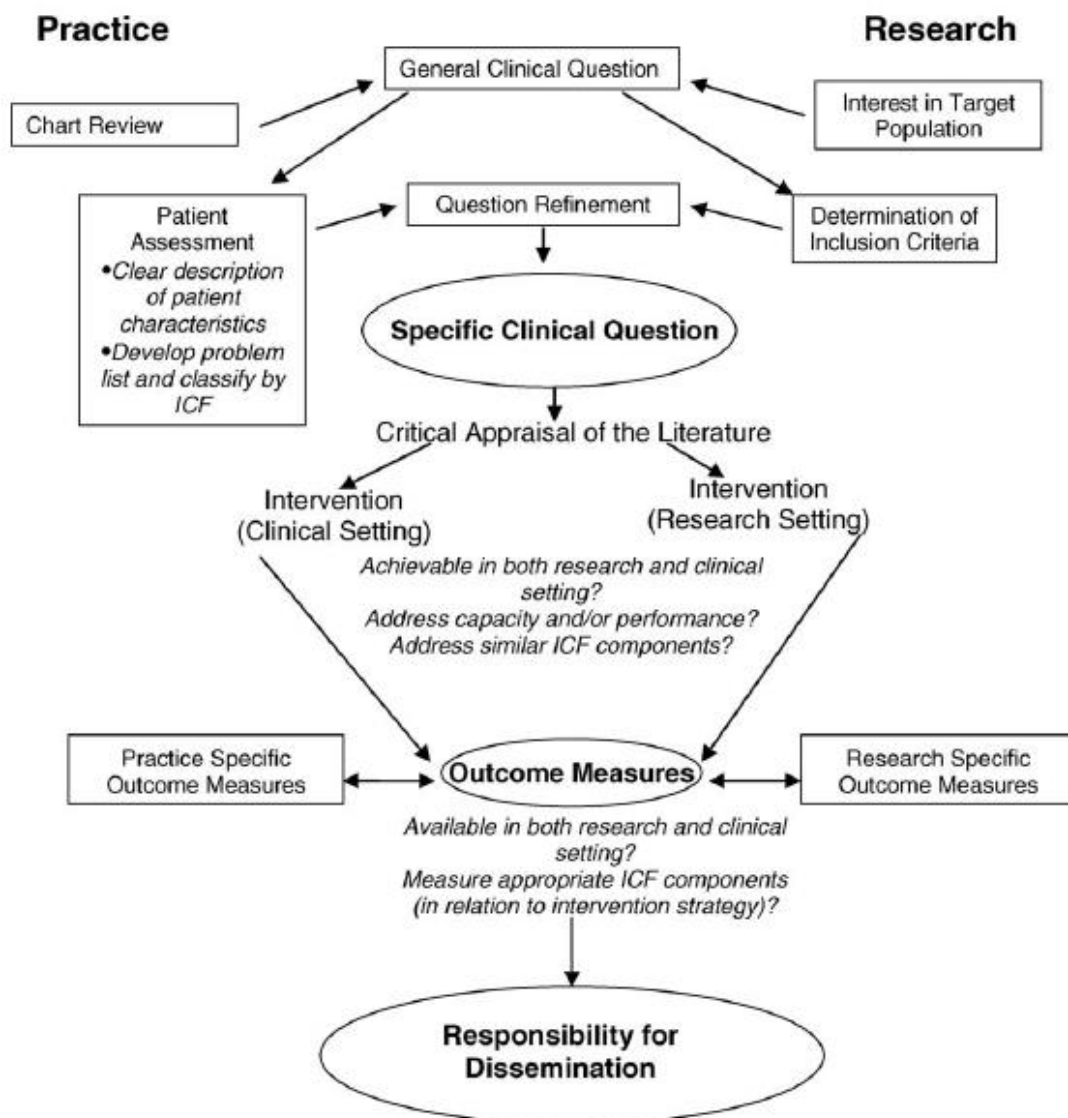 Practice
Research
General Clinical Question
Chart Review
Interest in Target
Population
Patient
Assessment
•Clear description
of patient
characteristics
•Develop problem
list and classify by
ICF
Question Refinement
Determination of
Inclusion Criteria
Specific Clinical Question
Critical Appraisal of the Literature
Intervention
(Clinical Setting)
Intervention
(Research Setting)
Achievable in both research and clinical
setting?
Address capacity and/or performance?
Address similar ICF components?
Practice Specific
Outcome Measures
Outcome Measures
Research Specific
Outcome Measures
Available in both research and clinical
setting?
Measure appropriate ICF components
(in relation to intervention strategy)?
Responsibility for
Dissemination